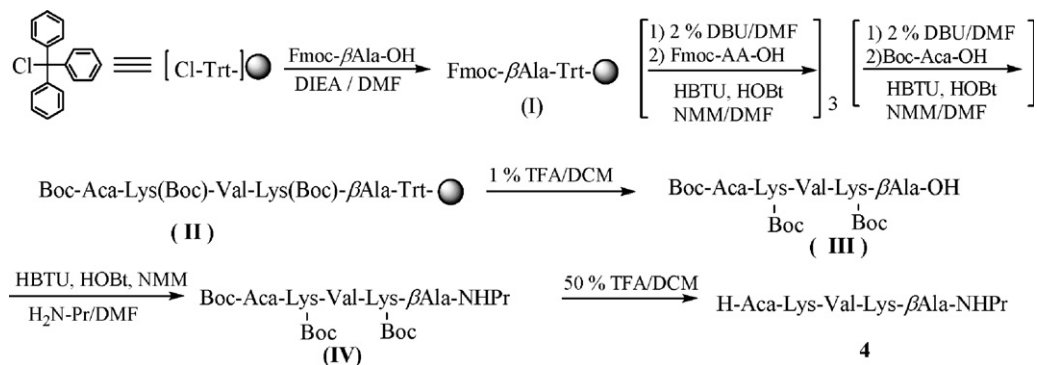 Cl
[ Cl-Trt-]
Fmoc-βAla-OH
DIEA / DMF
Fmoc-βAla-Trt-
(I)
1) 2 % DBU/DMF
2) Fmoc-AA-OH
HBTU, HOBt
NMM/DMF
3
1) 2 % DBU/DMF
2)Boc-Aca-OH
HBTU, HOBt
NMM/DMF
Boc-Aca-Lys(Boc)-Val-Lys(Boc)-βAla-Trt-
( II )
1 % TFA/DCM
Boc-Aca-Lys-Val-Lys-βAla-OH
Boc Boc
( III )
HBTU, HOBt, NMM
H2N-Pr/DMF
Boc-Aca-Lys-Val-Lys-βAla-NHPr
Boc Boc
(IV)
50 % TFA/DCM
H-Aca-Lys-Val-Lys-βAla-NHPr
4